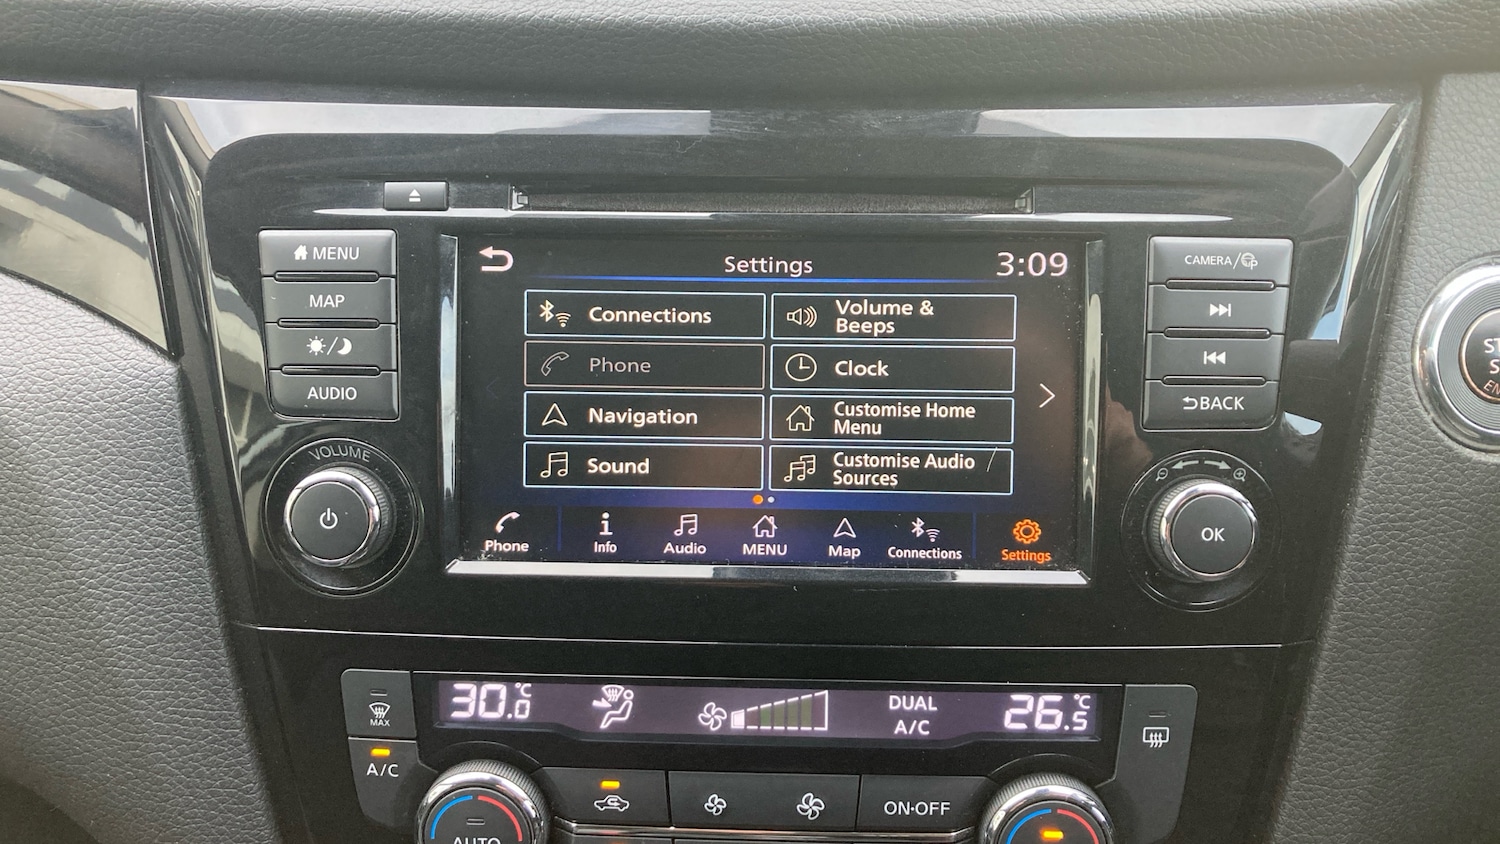 MENU
MAP
AUDIO
VOLUME
Settings
3:09
Connections
Volume &
Beeps
Phone
Clock
Navigation
Customise Home
Menu
Sound
Customise Audio
Sources
Phone
Info
Audio
MENU
Map
Connections
Settings
CAMERA/
BACK
OK
MAX
30.0°C
DUAL
A/C
26.5°C
A/C
ON·OFF
AUTO